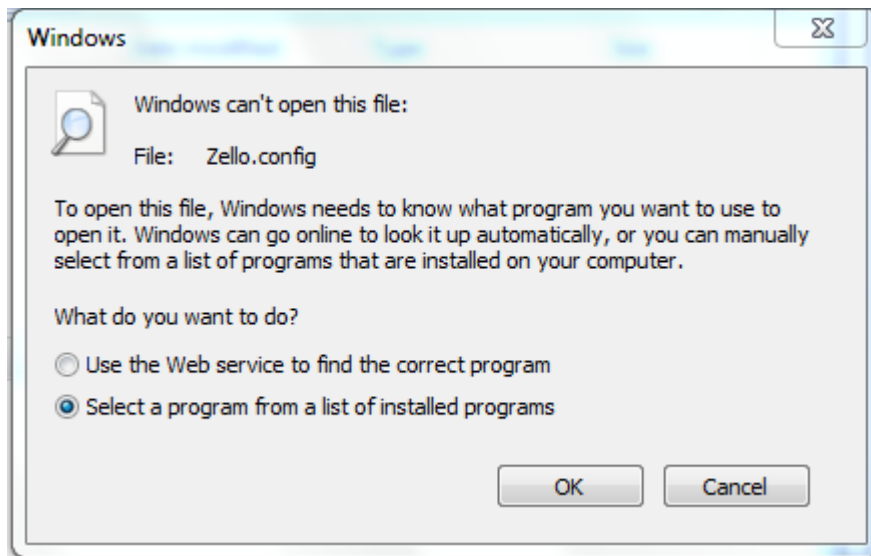 Windows
Windows can't open this file:
File: Zello.config
To open this file, Windows needs to know what program you want to use to
open it. Windows can go online to look it up automatically, or you can manually
select from a list of programs that are installed on your computer.
What do you want to do?
Use the Web service to find the correct program
Select a program from a list of installed programs
OK Cancel